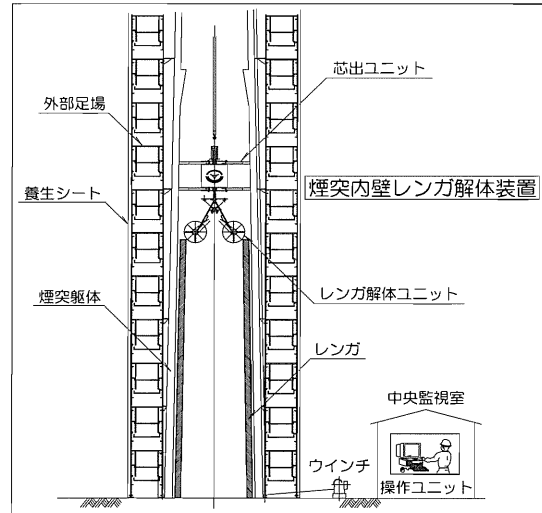 芯出ユニット
外部足場
煙突内壁レンガ解体装置
養生シート
レンガ解体ユニット
煙突躯体
レンガ
中央監視室
ウインチ
操作ユニット